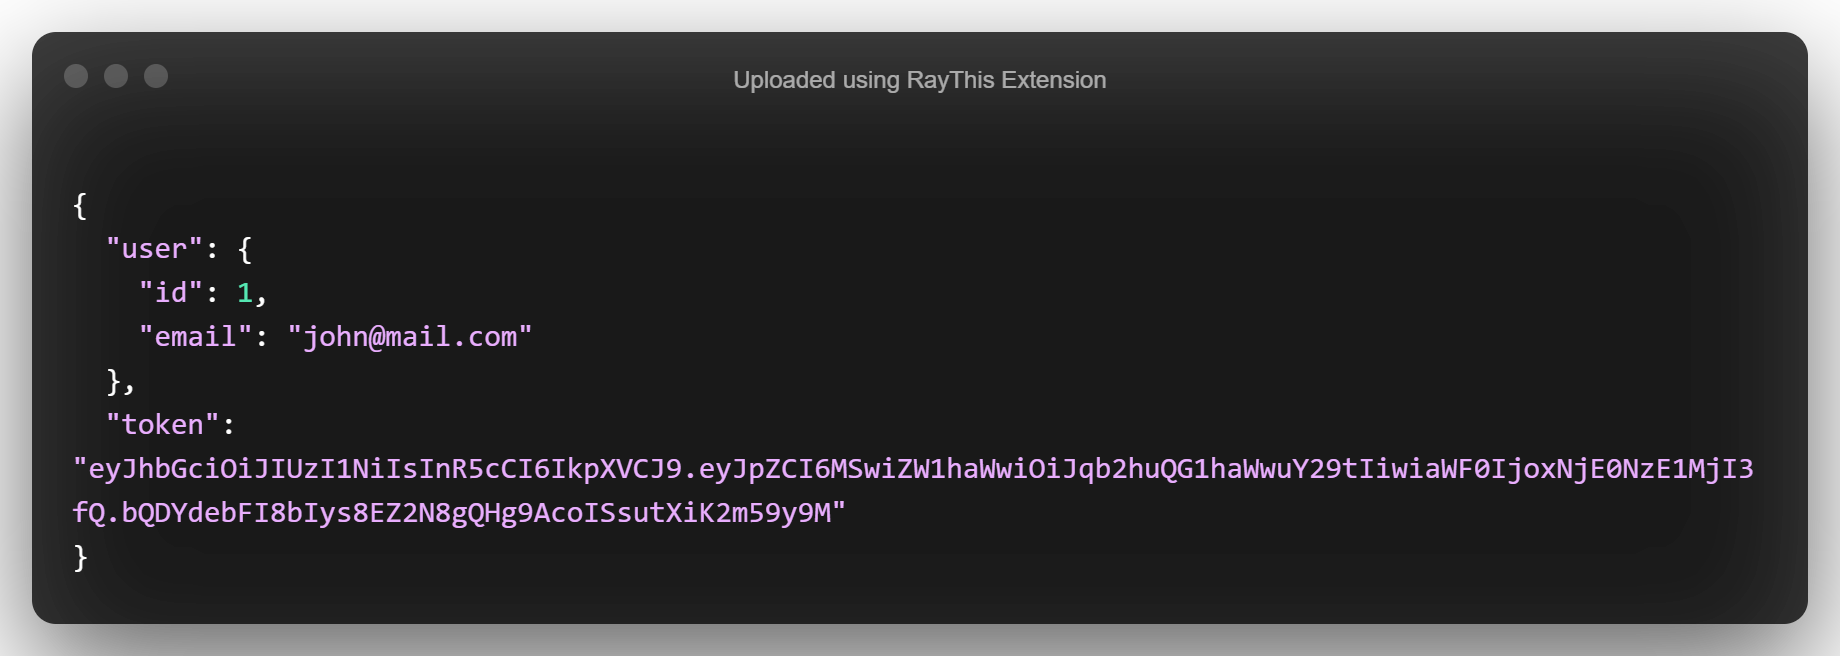 Uploaded using RayThis Extension
{
  "user": {
    "id": 1,
    "email": "john@mail.com"
  },
  "token":
"eyJhbGciOiJIUzI1NiIsInR5cCI6IkpXVCJ9.eyJpZCI6MSwiZW1haWwiOiJqb2huQG1haWwuY29tIiwiaWF0IjoxNjE0NzE1MjI3
fQ.bQDYdebFI8bIys8EZ2N8gQHg9AcoISsutXiK2m59y9M"
}